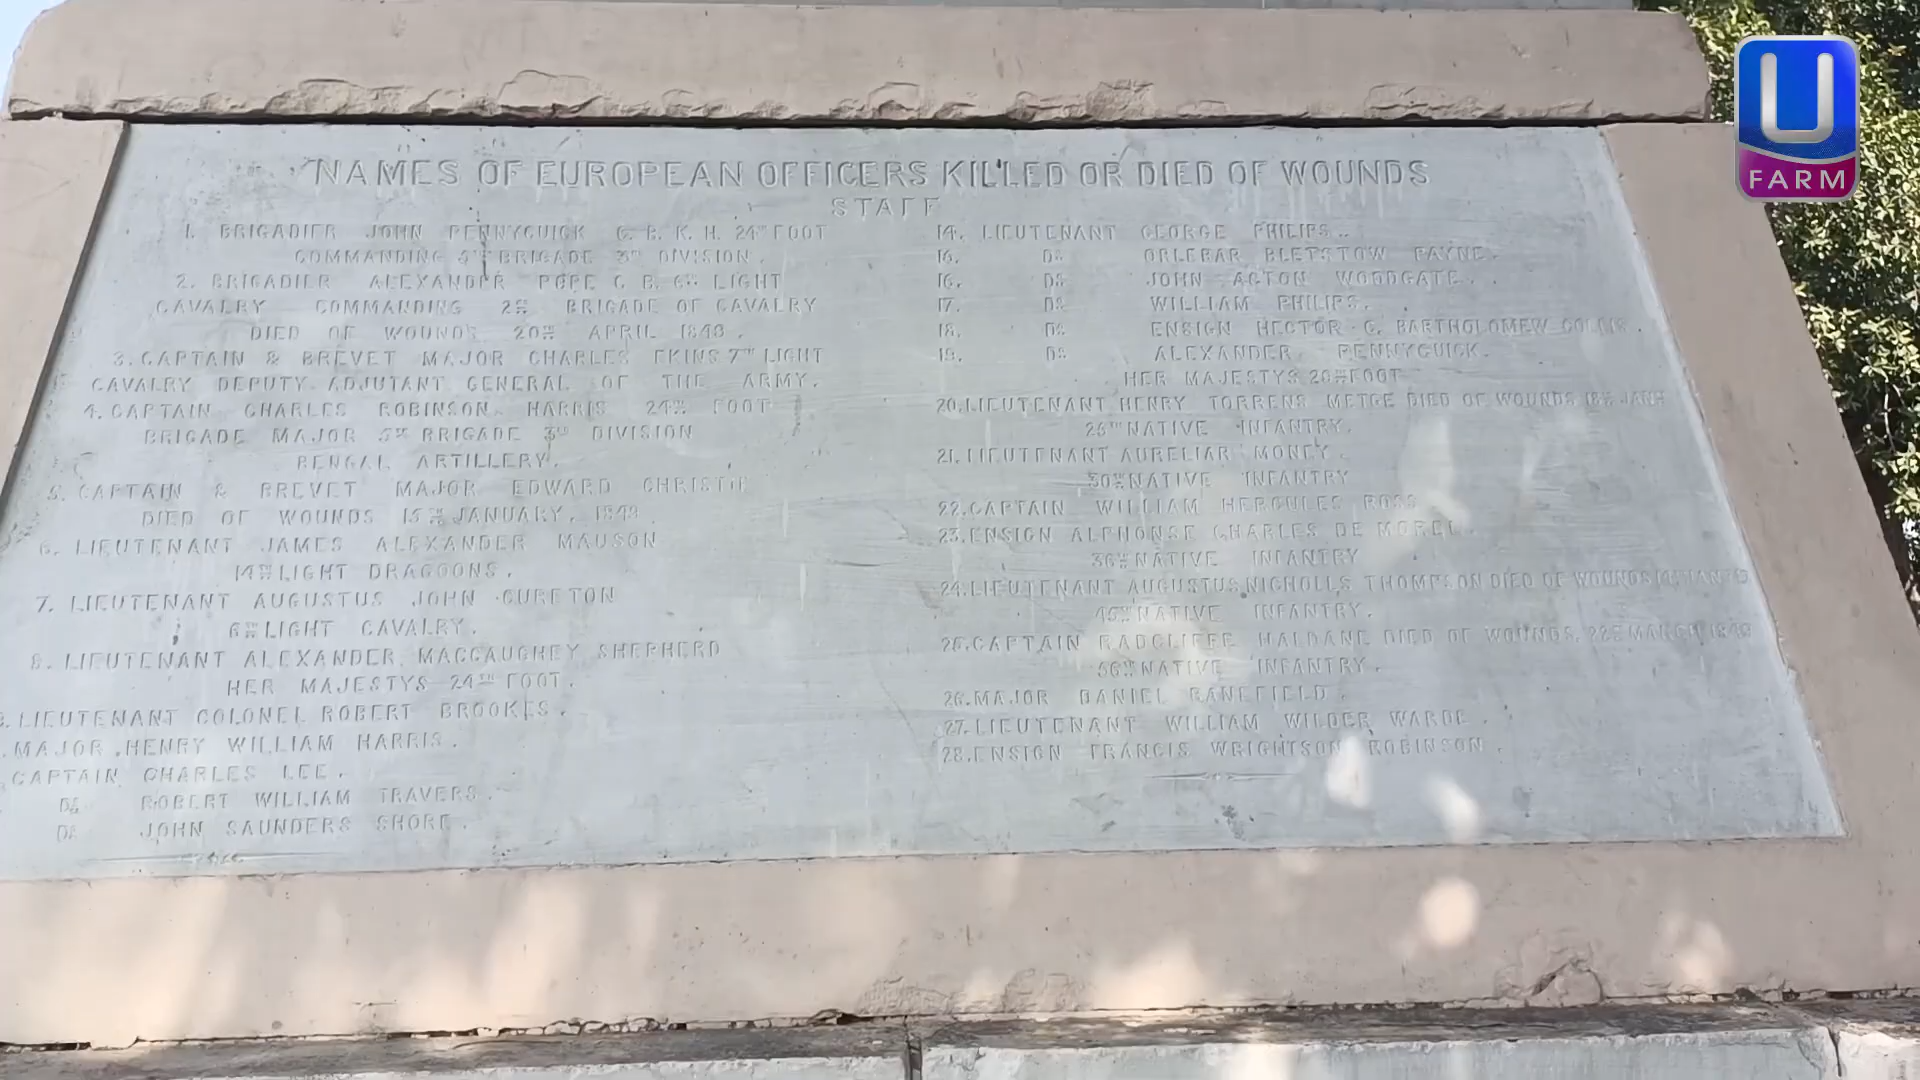 NAMES OF EUROPEAN OFFICERS KILLED OR DIED OF WOUNDS
STAFF
1. BRIGADIER JOHN PENNYCUICK C. B. K. H. 24TH FOOT
COMMANDING 5TH BRIGADE 3RD DIVISION.
2. BRIGADIER ALEXANDER POPE C. B. 6TH LIGHT
CAVALRY COMMANDING 2ND BRIGADE OF CAVALRY
DIED OF WOUNDS 20TH APRIL 1849.
3. CAPTAIN & BREVET MAJOR CHARLES EKINS 7TH LIGHT
CAVALRY DEPUTY ADJUTANT GENERAL OF THE ARMY.
4. CAPTAIN CHARLES ROBINSON HARRIS 24TH FOOT
BRIGADE MAJOR 5TH BRIGADE 3RD DIVISION
BENGAL ARTILLERY.
5. CAPTAIN & BREVET MAJOR EDWARD CHRISTIE
DIED OF WOUNDS 15TH JANUARY, 1849.
6. LIEUTENANT JAMES ALEXANDER MAUSON
14TH LIGHT DRAGOONS.
7. LIEUTENANT AUGUSTUS JOHN CURETON
6TH LIGHT CAVALRY.
8. LIEUTENANT ALEXANDER MACCAUGHEY SHEPHERD
HER MAJESTYS 24TH FOOT.
9. LIEUTENANT COLONEL ROBERT BROOKES.
MAJOR HENRY WILLIAM HARRIS.
CAPTAIN CHARLES LEE.
DO ROBERT WILLIAM TRAVERS.
DO JOHN SAUNDERS SHORE.
14. LIEUTENANT GEORGE PHILIPS.
15. DO ORLEBAR BLETSTOW PAYNE.
16. DO JOHN ACTON WOODGATE.
17. DO WILLIAM PHILIPS.
18. DO ENSIGN HECTOR C. BARTHOLOMEW COLLIS.
19. DO ALEXANDER PENNYCUICK.
HER MAJESTYS 29TH FOOT
20. LIEUTENANT HENRY TORRENS METGE DIED OF WOUNDS 18TH JANY
25TH NATIVE INFANTRY.
21. LIEUTENANT AURELIAR MONEY.
30TH NATIVE INFANTRY
22. CAPTAIN WILLIAM HERCULES ROSS
23. ENSIGN ALPHONSE CHARLES DE MOREL.
36TH NATIVE INFANTRY
24. LIEUTENANT AUGUSTUS NICHOLLS THOMPSON DIED OF WOUNDS
45TH NATIVE INFANTRY.
25. CAPTAIN RADCLIFFE HALDANE DIED OF WOUNDS. 22ND MARCH 1849
56TH NATIVE INFANTRY.
26. MAJOR DANIEL BANEFIELD.
27. LIEUTENANT WILLIAM WILDER WARDE.
28. ENSIGN FRANCIS WRIGHTSON ROBINSON.
U
FARM